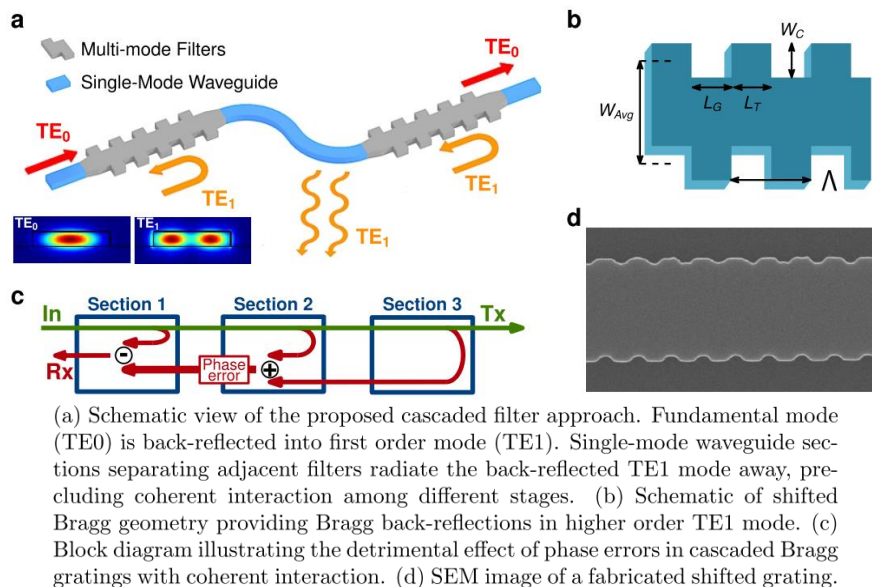 a
Multi-mode Filters
Single-Mode Waveguide
TE0
TE0
TE1
TE1
TE1
TE0
TE1
b
WC
WAvg
LG
LT
Λ
c
In
Section 1
Section 2
Section 3
Tx
-
Phase
error
+
Rx
d
(a) Schematic view of the proposed cascaded filter approach. Fundamental mode
(TE0) is back-reflected into first order mode (TE1). Single-mode waveguide sec-
tions separating adjacent filters radiate the back-reflected TE1 mode away, pre-
cluding coherent interaction among different stages. (b) Schematic of shifted
Bragg geometry providing Bragg back-reflections in higher order TE1 mode. (c)
Block diagram illustrating the detrimental effect of phase errors in cascaded Bragg
gratings with coherent interaction. (d) SEM image of a fabricated shifted grating.